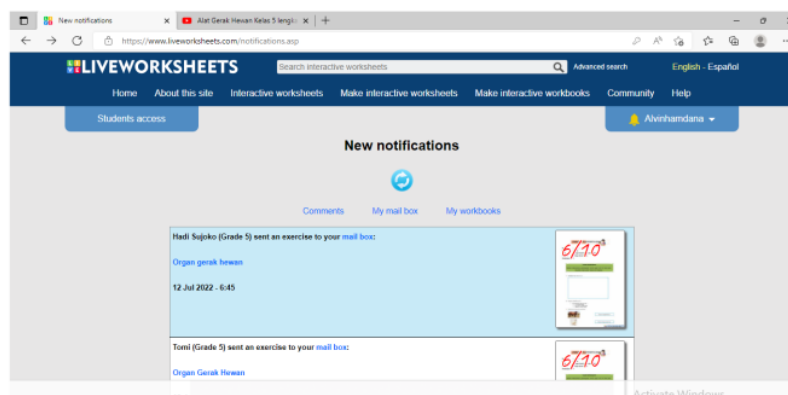 New notifications
Alat Gerak Hewan Kelas 5 lengk
https://www.liveworksheets.com/notifications.asp
LIVEWORKSHEETS
Search interactive worksheets
Advanced search
English - Español
Home About this site Interactive worksheets Make interactive worksheets Make interactive workbooks Community Help
Students access
Alvinhamdana
New notifications
Comments My mail box My workbooks
Hadi Sujoko (Grade 5) sent an exercise to your mail box:
6/10
Organ gerak hewan
12 Jul 2022 - 6:45
Tomi (Grade 5) sent an exercise to your mail box:
6/10
Organ Gerak Hewan
Activate Windows